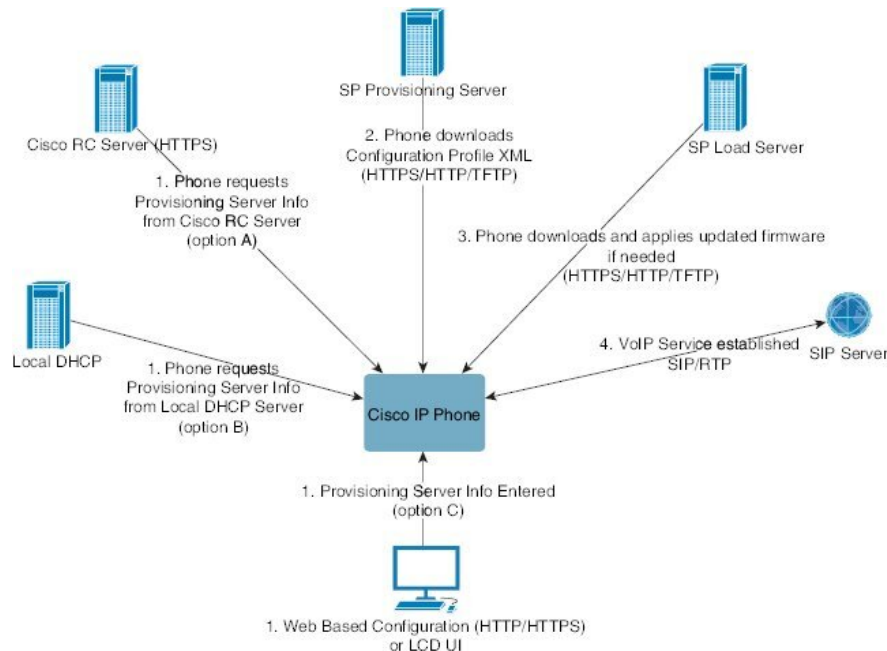 SP Provisioning Server
Cisco RC Server (HTTPS)
SP Load Server
2. Phone downloads
Configuration Profile XML
(HTTPS/HTTP/TFTP)
1. Phone requests
Provisioning Server Info
from Cisco RC Server
(option A)
3. Phone downloads and applies updated firmware
if needed
(HTTPS/HTTP/TFTP)
Local DHCP
1. Phone requests
Provisioning Server Info
from Local DHCP Server
(option B)
4. VoIP Service established
SIP/RTP
SIP Server
Cisco IP Phone
1. Provisioning Server Info Entered
(option C)
1. Web Based Configuration (HTTP/HTTPS)
or LCD UI